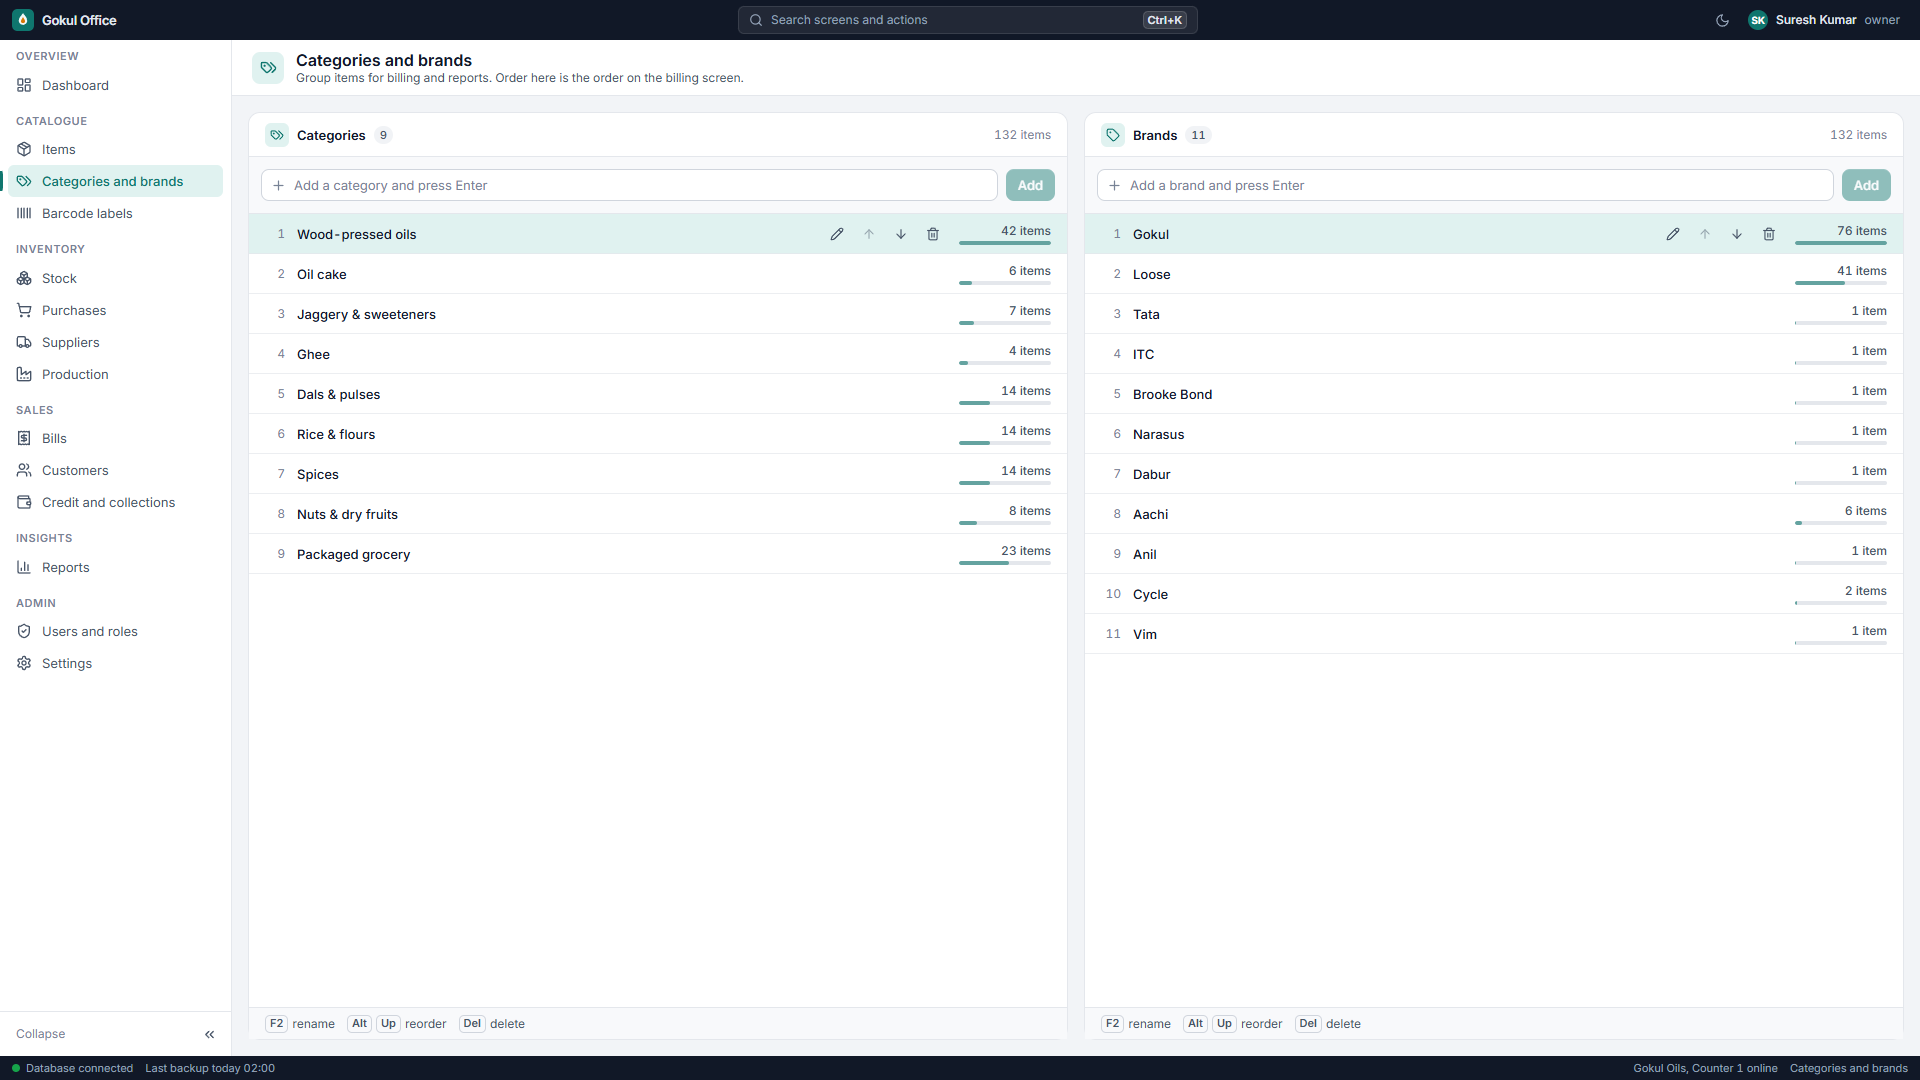 Gokul Office
Search screens and actions
Ctrl+K
SK
Suresh Kumar owner
OVERVIEW
Dashboard
CATALOGUE
Items
Categories and brands
Barcode labels
INVENTORY
Stock
Purchases
Suppliers
Production
SALES
Bills
Customers
Credit and collections
INSIGHTS
Reports
ADMIN
Users and roles
Settings
Collapse
Categories and brands
Group items for billing and reports. Order here is the order on the billing screen.
Categories 9
132 items
Add a category and press Enter
Add
1 Wood-pressed oils 42 items
2 Oil cake 6 items
3 Jaggery & sweeteners 7 items
4 Ghee 4 items
5 Dals & pulses 14 items
6 Rice & flours 14 items
7 Spices 14 items
8 Nuts & dry fruits 8 items
9 Packaged grocery 23 items
F2 rename Alt Up reorder Del delete
Brands 11
132 items
Add a brand and press Enter
Add
1 Gokul 76 items
2 Loose 41 items
3 Tata 1 item
4 ITC 1 item
5 Brooke Bond 1 item
6 Narasus 1 item
7 Dabur 1 item
8 Aachi 6 items
9 Anil 1 item
10 Cycle 2 items
11 Vim 1 item
F2 rename Alt Up reorder Del delete
Database connected Last backup today 02:00
Gokul Oils, Counter 1 online Categories and brands